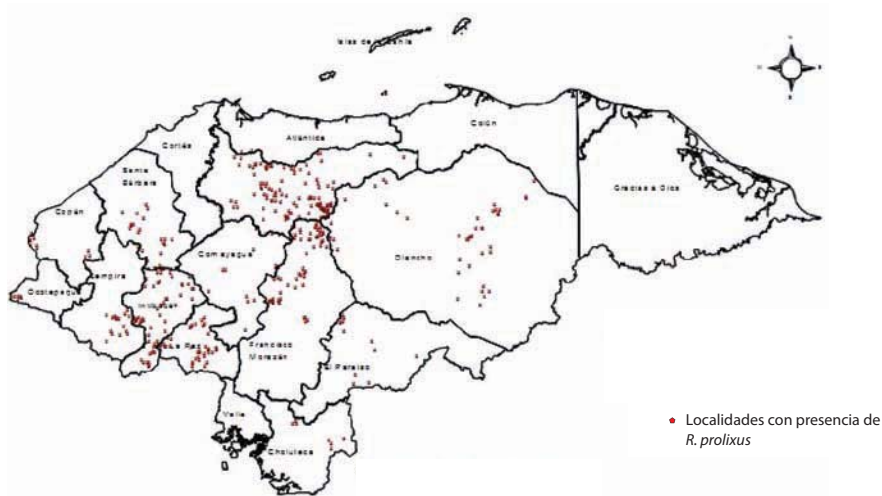 Islas de la Bahía
Atlántida
Colón
Cortés
Santa
Bárbara
Gracias a Dios
Copán
Comayagua
Olancho
Ocotepeque
Lempira
Intibucá
La Paz
Francisco
Morazán
El Paraíso
Valle
Choluteca
Localidades con presencia de
R. prolixus